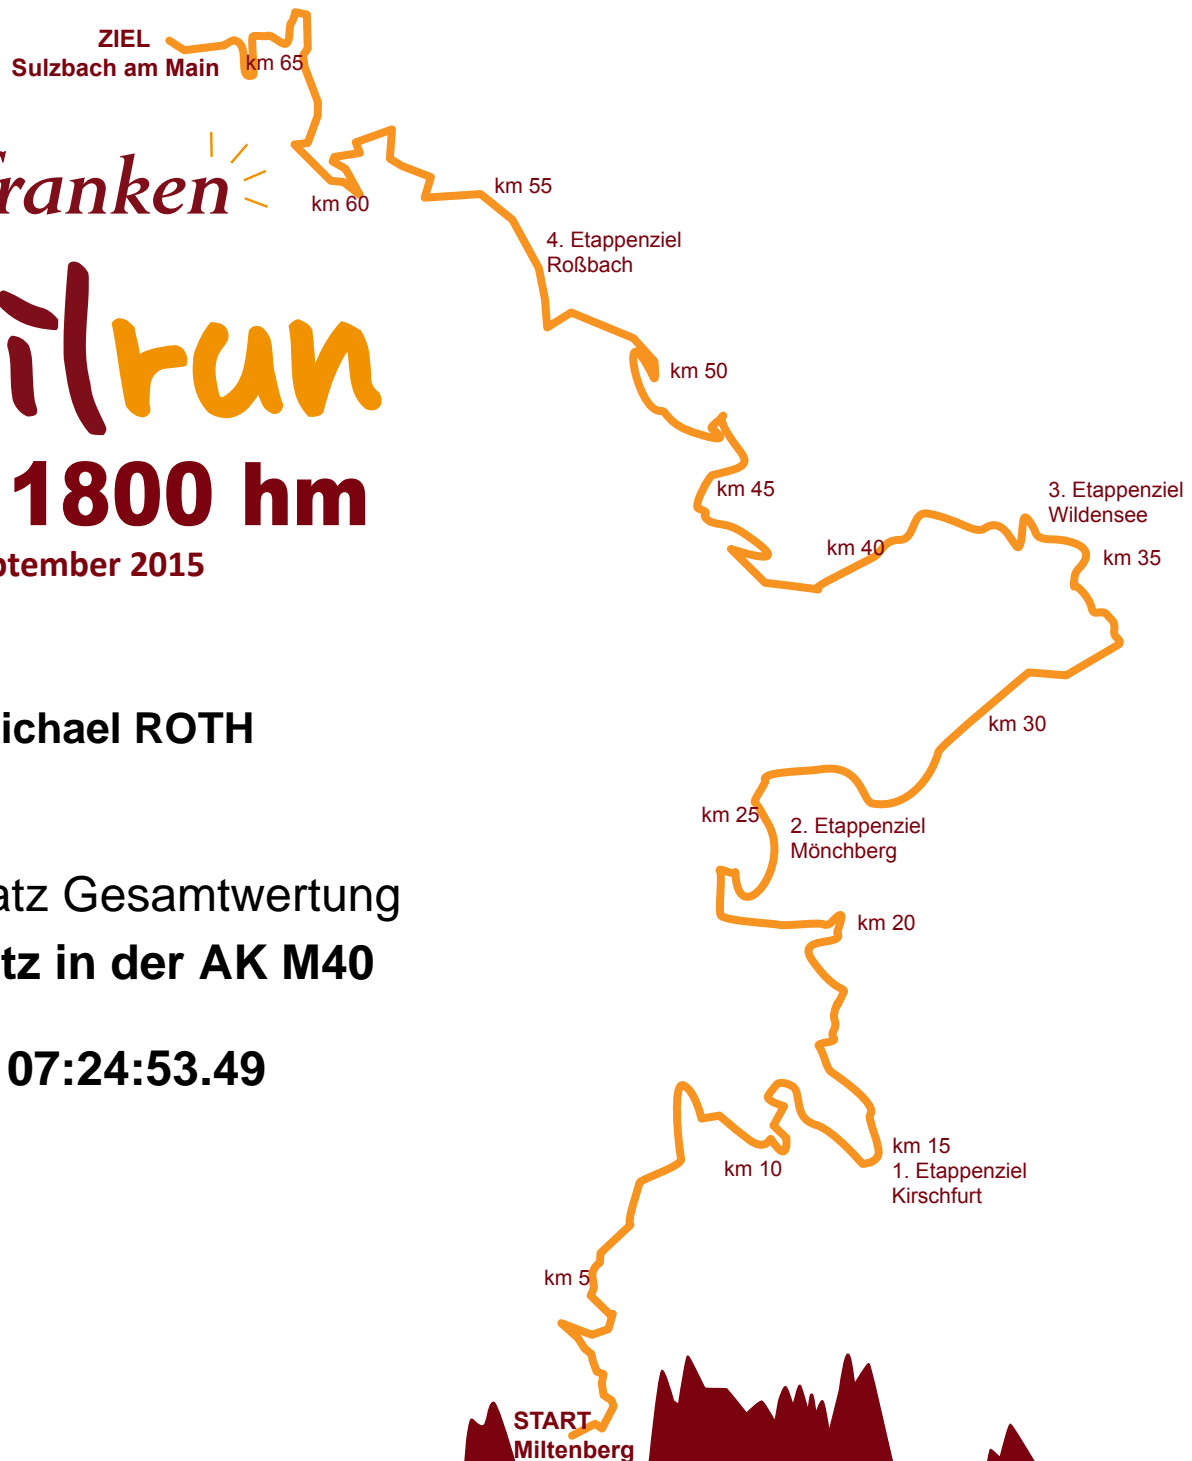 ZIEL
Sulzbach am Main
km 65
km 60
km 55
4. Etappenziel
Roßbach
ranken
ilrun
1800 hm
ptember 2015
km 50
km 45
km 40
3. Etappenziel
Wildensee
km 35
ichael ROTH
km 30
km 25
2. Etappenziel
Mönchberg
atz Gesamtwertung
tz in der AK M40
km 20
07:24:53.49
km 15
1. Etappenziel
Kirschfurt
km 10
km 5
START
Miltenberg